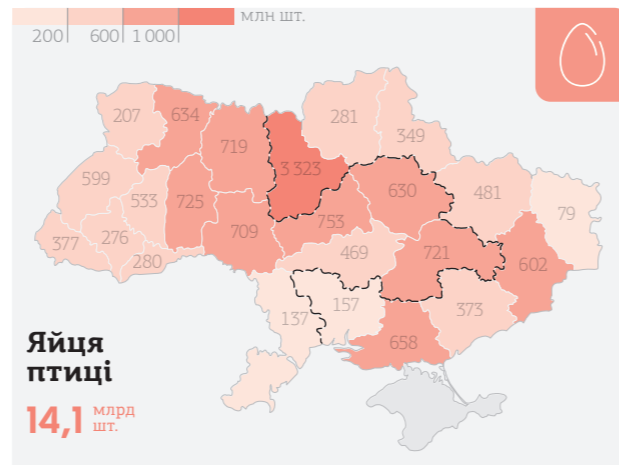 млн шт.
200 600 1 000
207 634 719 3 323 281 349
599 533 725 709 753 630 481 79
377 276 280 469 721 602
137 157 658 373
Яйця
птиці
14,1 млрд
шт.